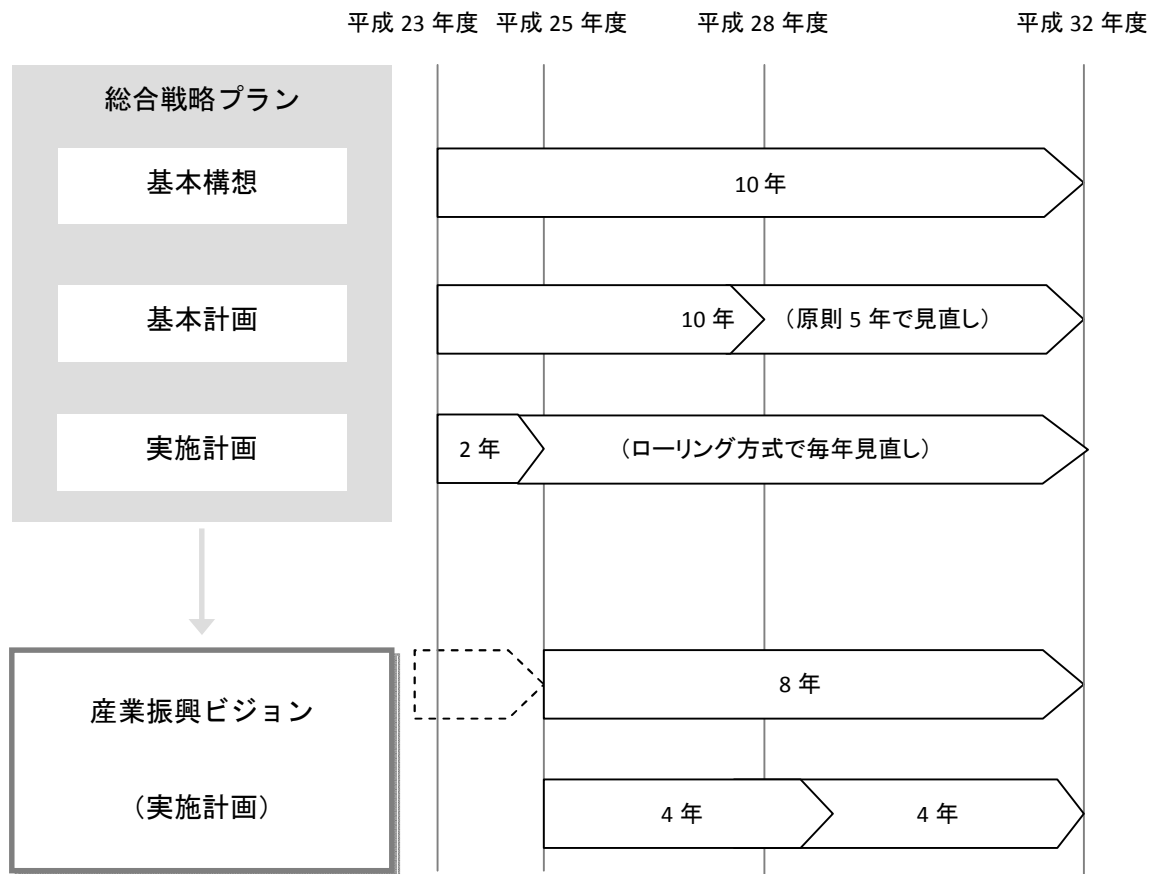 平成 23 年度 平成 25 年度 平成 28 年度 平成 32 年度
総合戦略プラン
基本構想
10 年
基本計画
10 年 （原則 5 年で見直し）
実施計画
2 年 （ローリング方式で毎年見直し）
産業振興ビジョン
8 年
（実施計画）
4 年 4 年